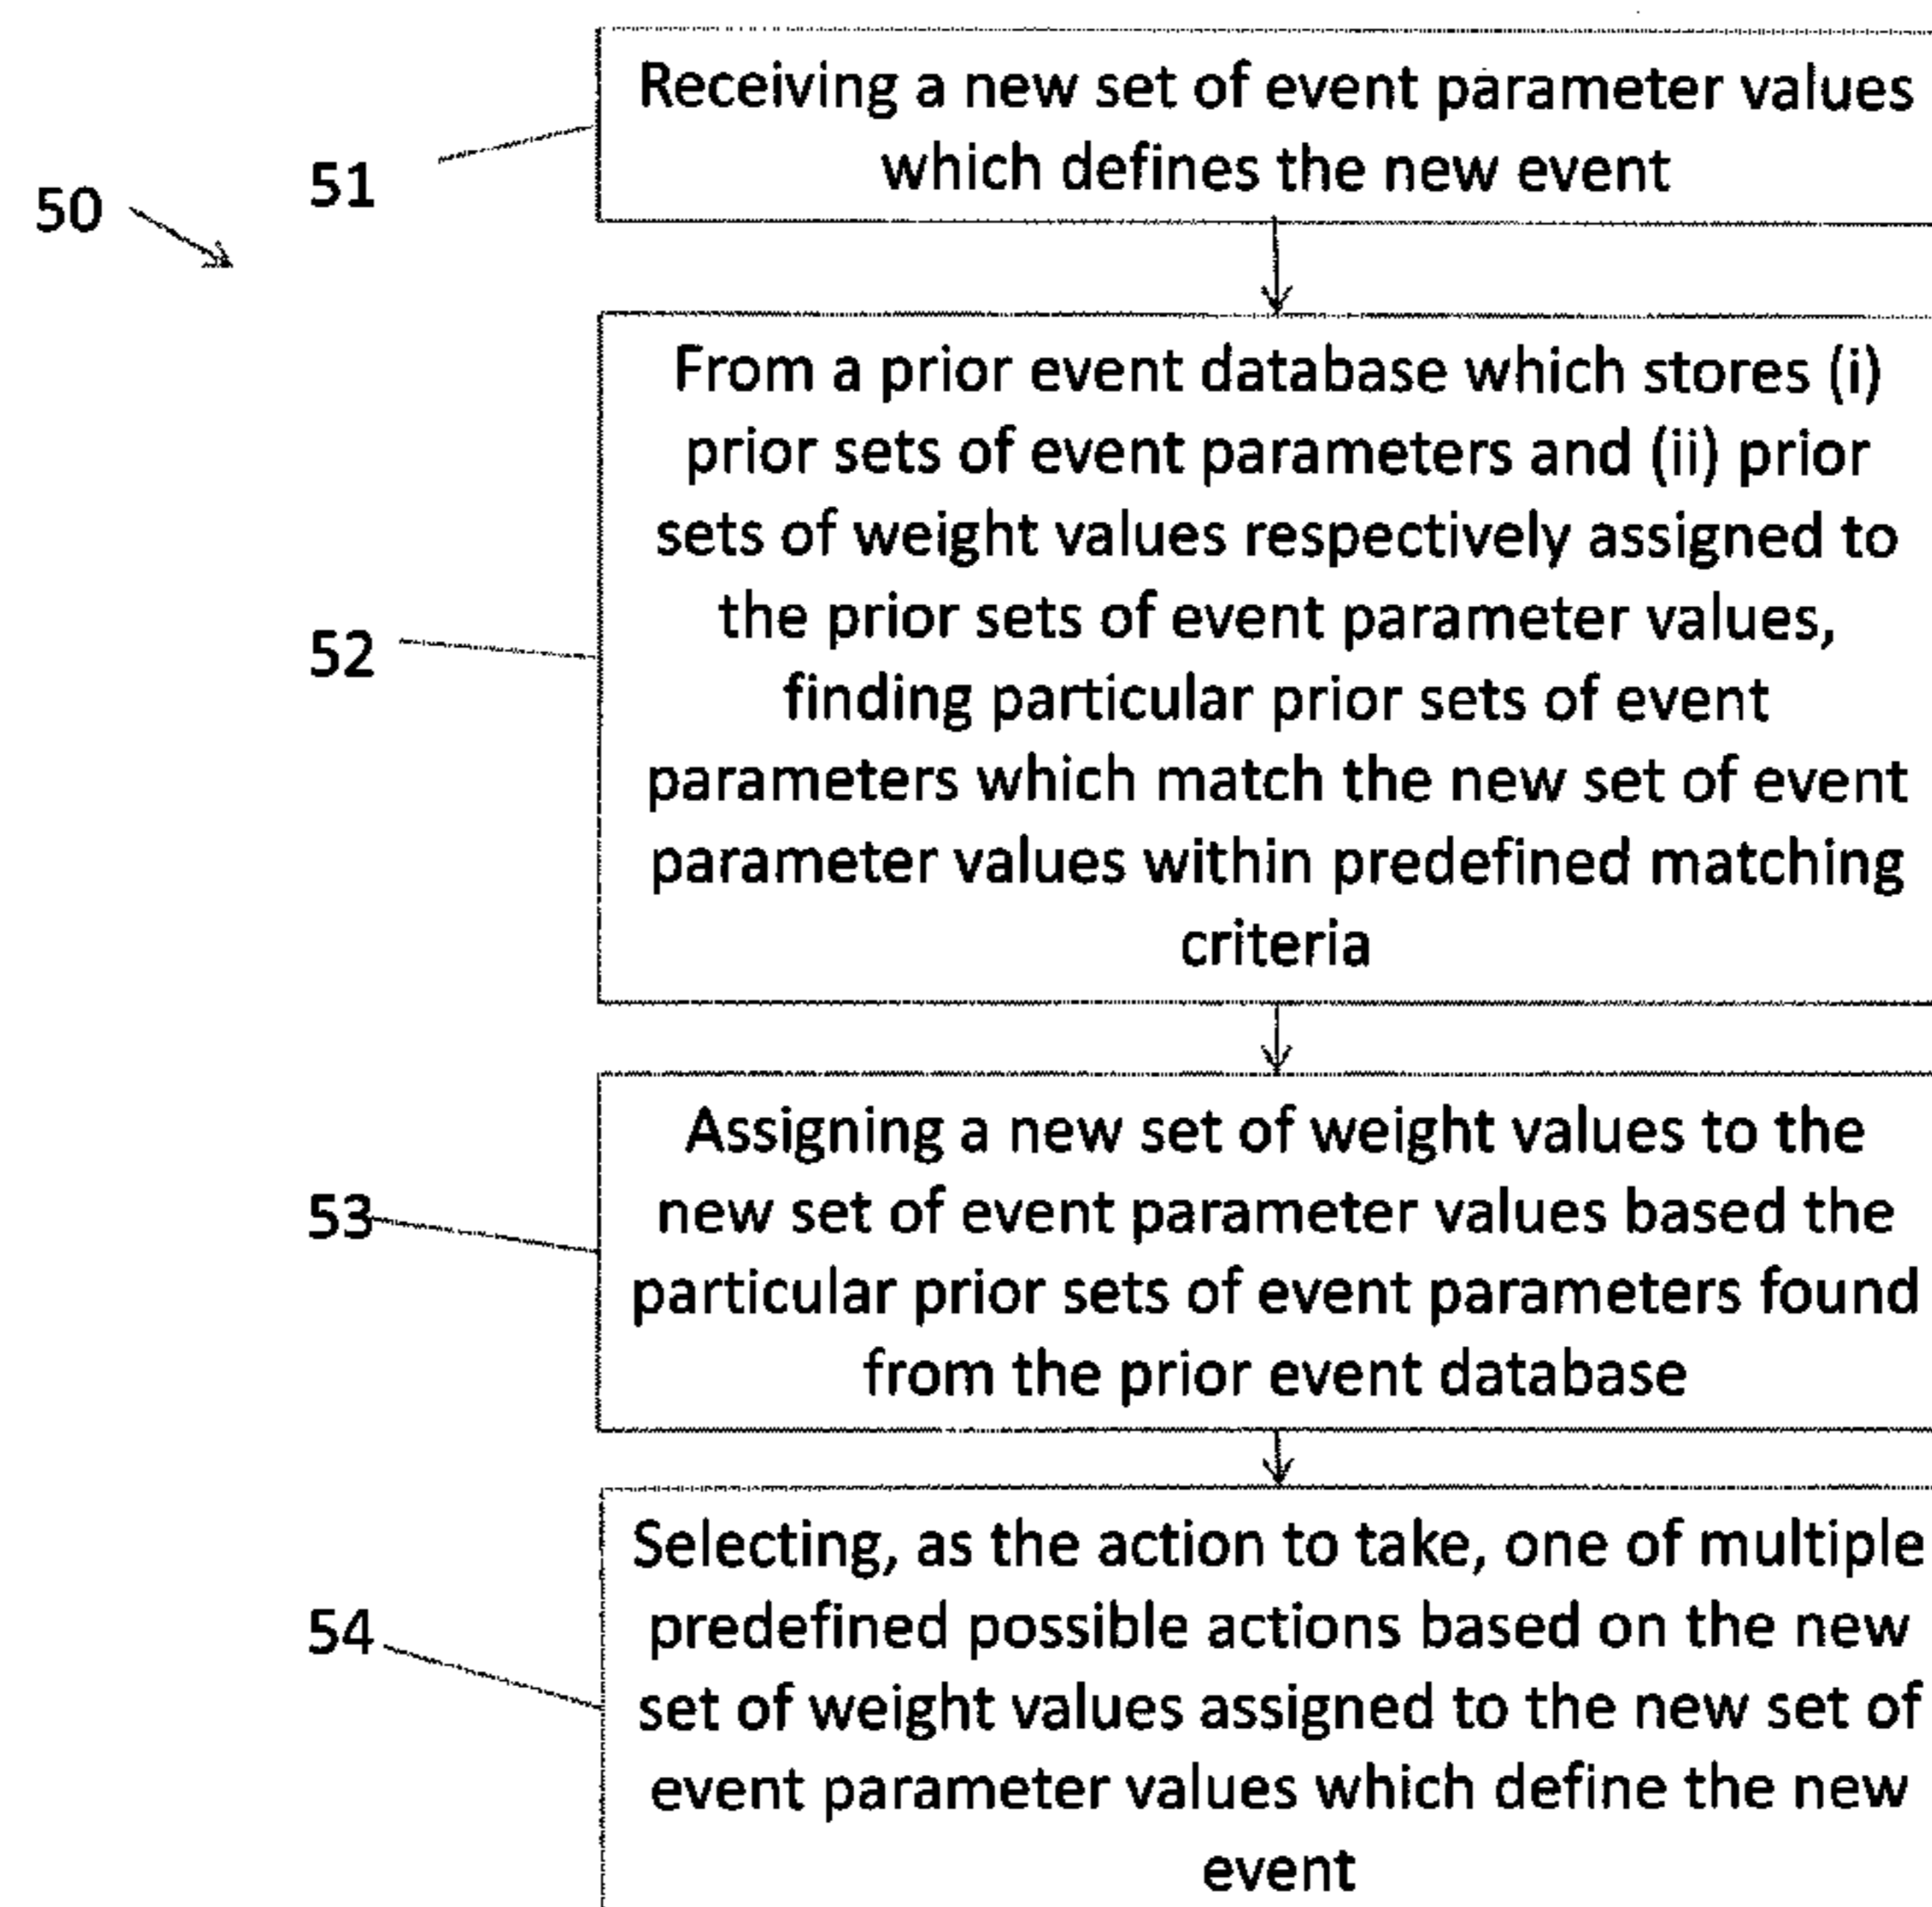 Receiving a new set of event parameter values
which defines the new event
51
50
From a prior event database which stores (i)
prior sets of event parameters and (ii) prior
sets of weight values respectively assigned to
the prior sets of event parameter values,
finding particular prior sets of event
parameters which match the new set of event
parameter values within predefined matching
criteria
52
Assigning a new set of weight values to the
new set of event parameter values based the
particular prior sets of event parameters found
from the prior event database
53
Selecting, as the action to take, one of multiple
predefined possible actions based on the new
set of weight values assigned to the new set of
event parameter values which define the new
event
54